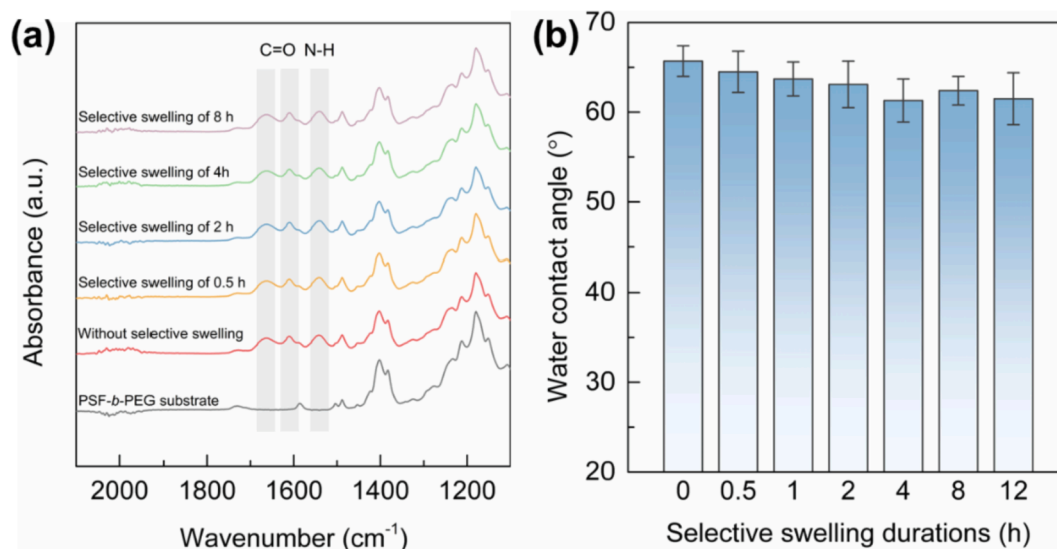 (a)
C=O N-H
Selective swelling of 8 h
Selective swelling of 4h
Selective swelling of 2 h
Selective swelling of 0.5 h
Without selective swelling
PSF-b-PEG substrate
Absorbance (a.u.)
2000 1800 1600 1400 1200
Wavenumber (cm⁻¹)
(b)
70
60
50
40
30
20
Water contact angle (°)
0 0.5 1 2 4 8 12
Selective swelling durations (h)